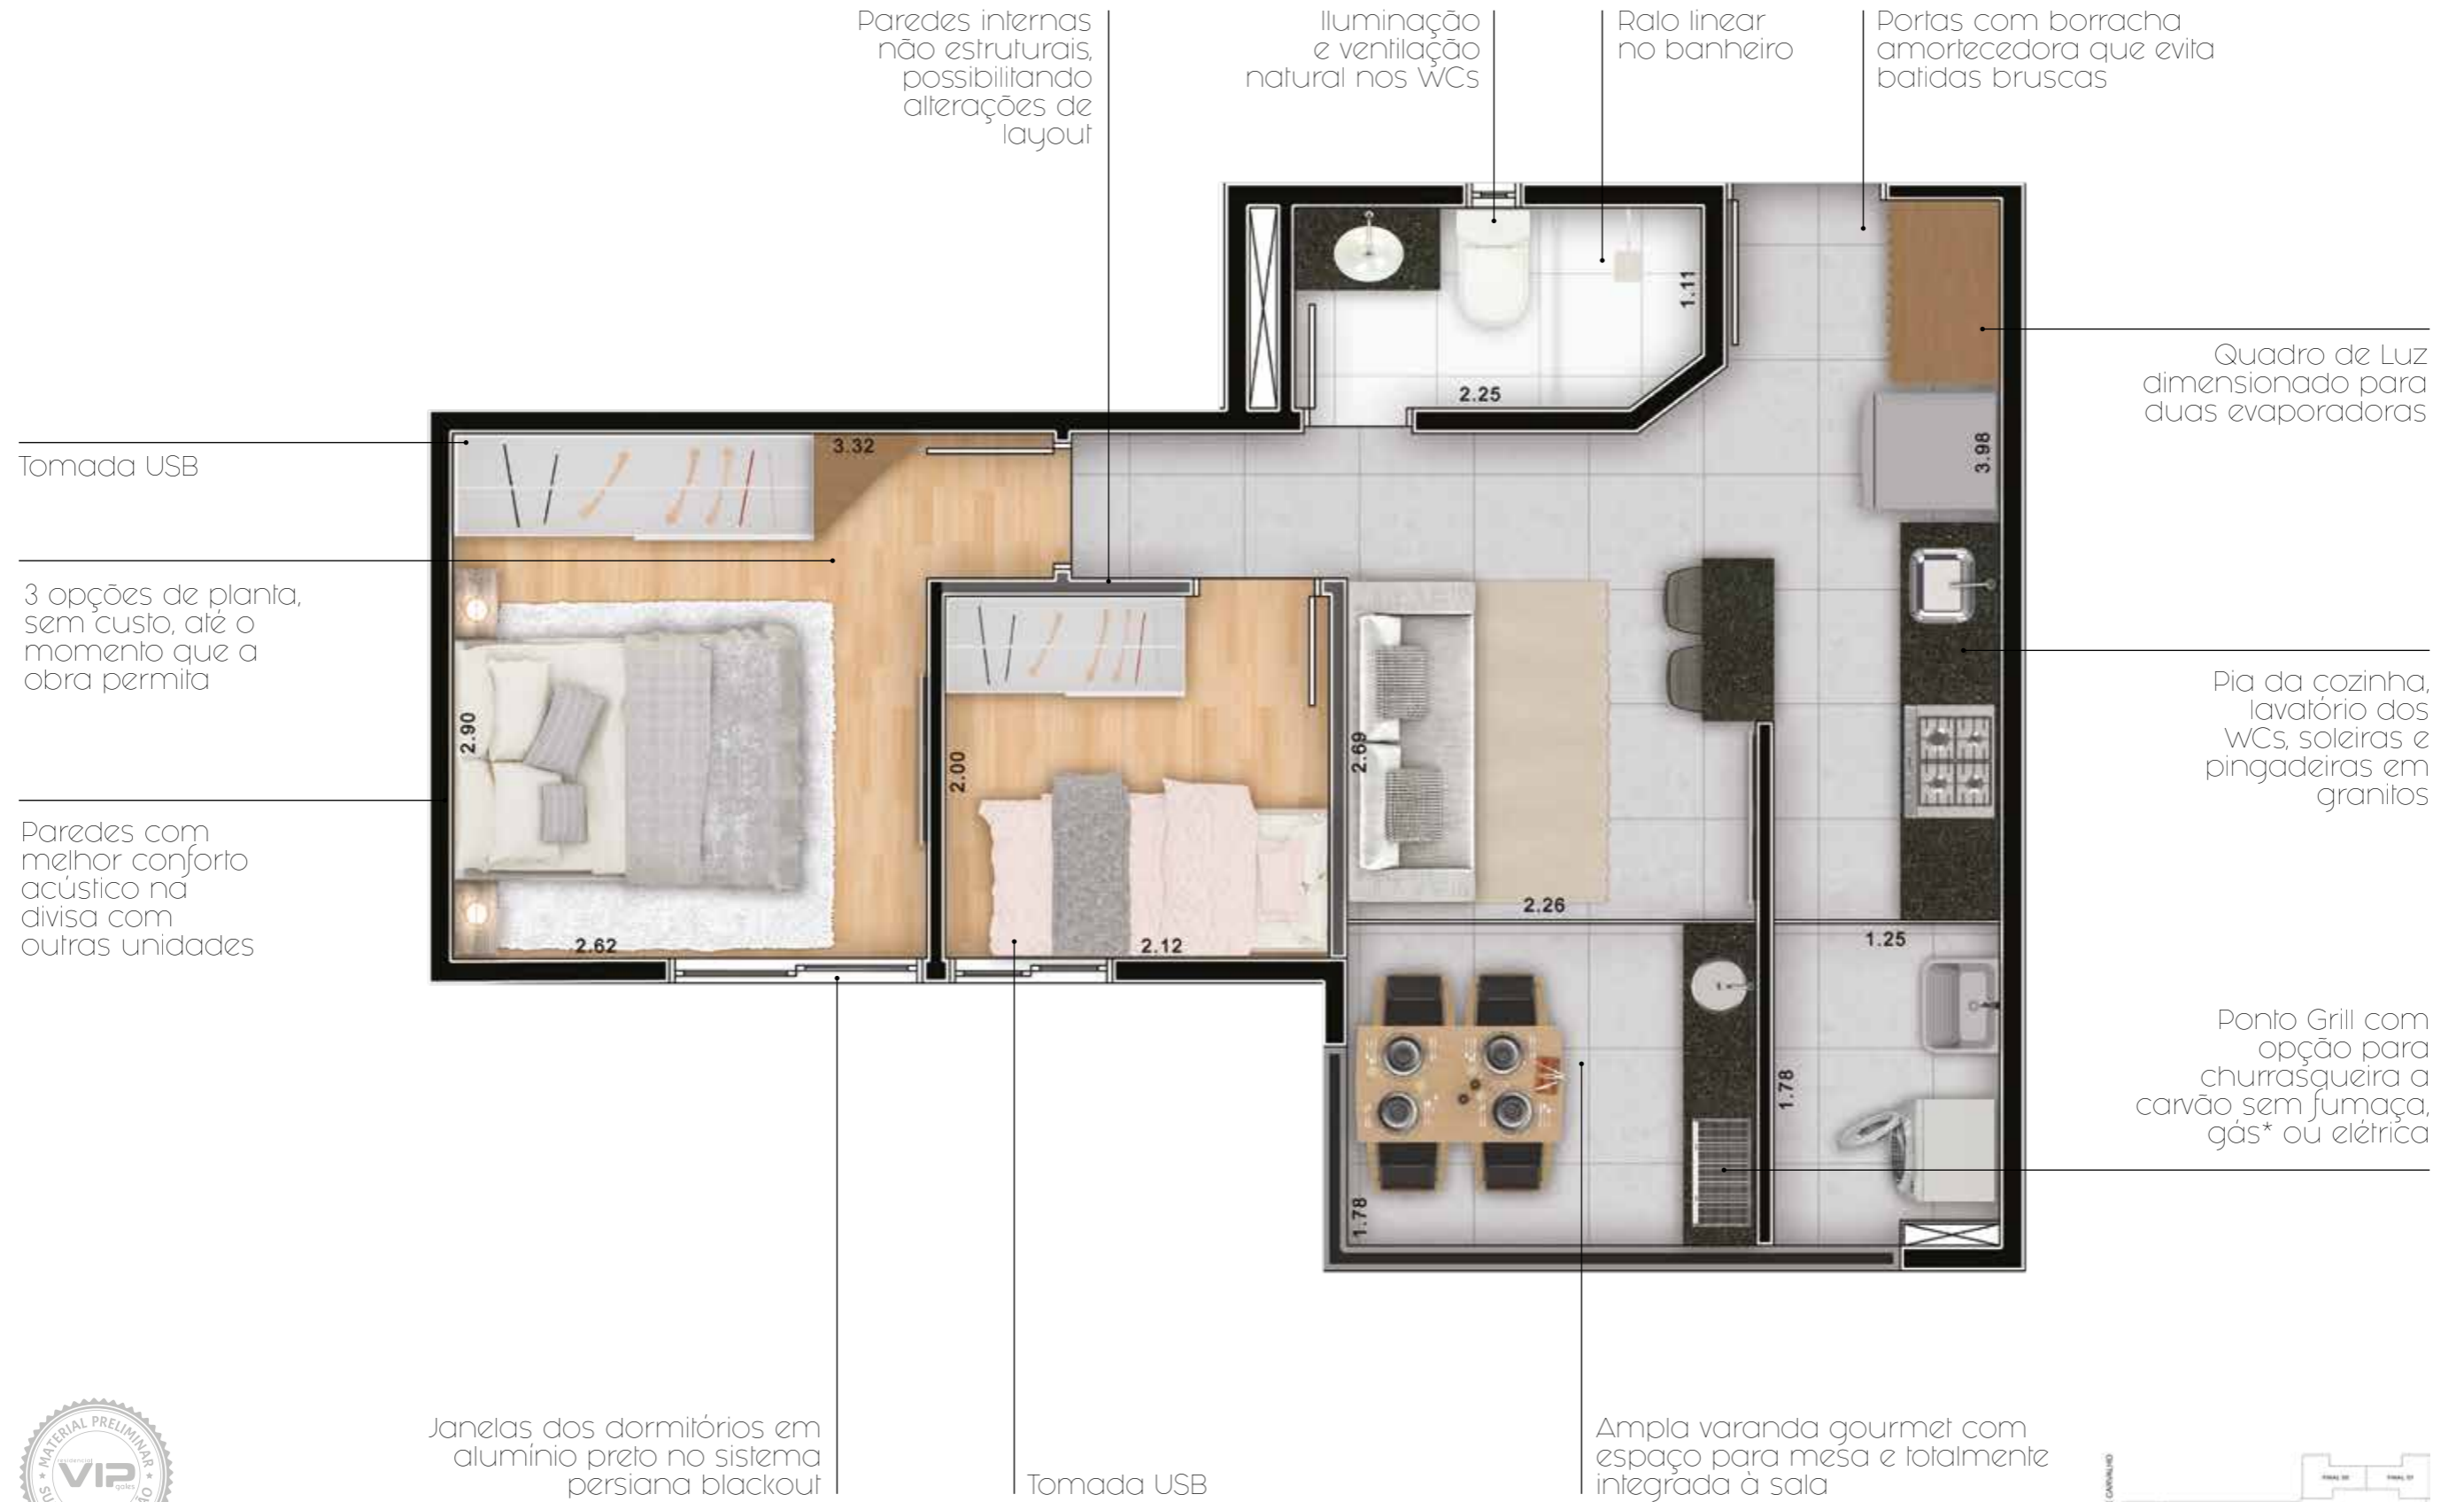 Paredes internas
não estruturais,
possibilitando
alterações de
layout
Iluminação
e ventilação
natural nos WCs
Ralo linear
no banheiro
Portas com borracha
amortecedora que evita
batidas bruscas
Quadro de Luz
dimensionado para
duas evaporadoras
Tomada USB
3 opções de planta,
sem custo, até o
momento que a
obra permita
Paredes com
melhor conforto
acústico na
divisa com
outras unidades
Pia da cozinha,
lavatório dos
WCs, soleiras e
pingadeiras em
granitos
Ponto Grill com
opção para
churrasqueira a
carvão sem fumaça,
gás* ou elétrica
1.11
2.25
3.32
3.98
2.90
2.00
2.69
2.62
2.12
2.26
1.25
1.78
1.78
Janelas dos dormitórios em
alumínio preto no sistema
persiana blackout
Tomada USB
Ampla varanda gourmet com
espaço para mesa e totalmente
integrada à sala
MATERIAL PRELIMINAR
residencial
VIP
CARVALHO
FINAL 07